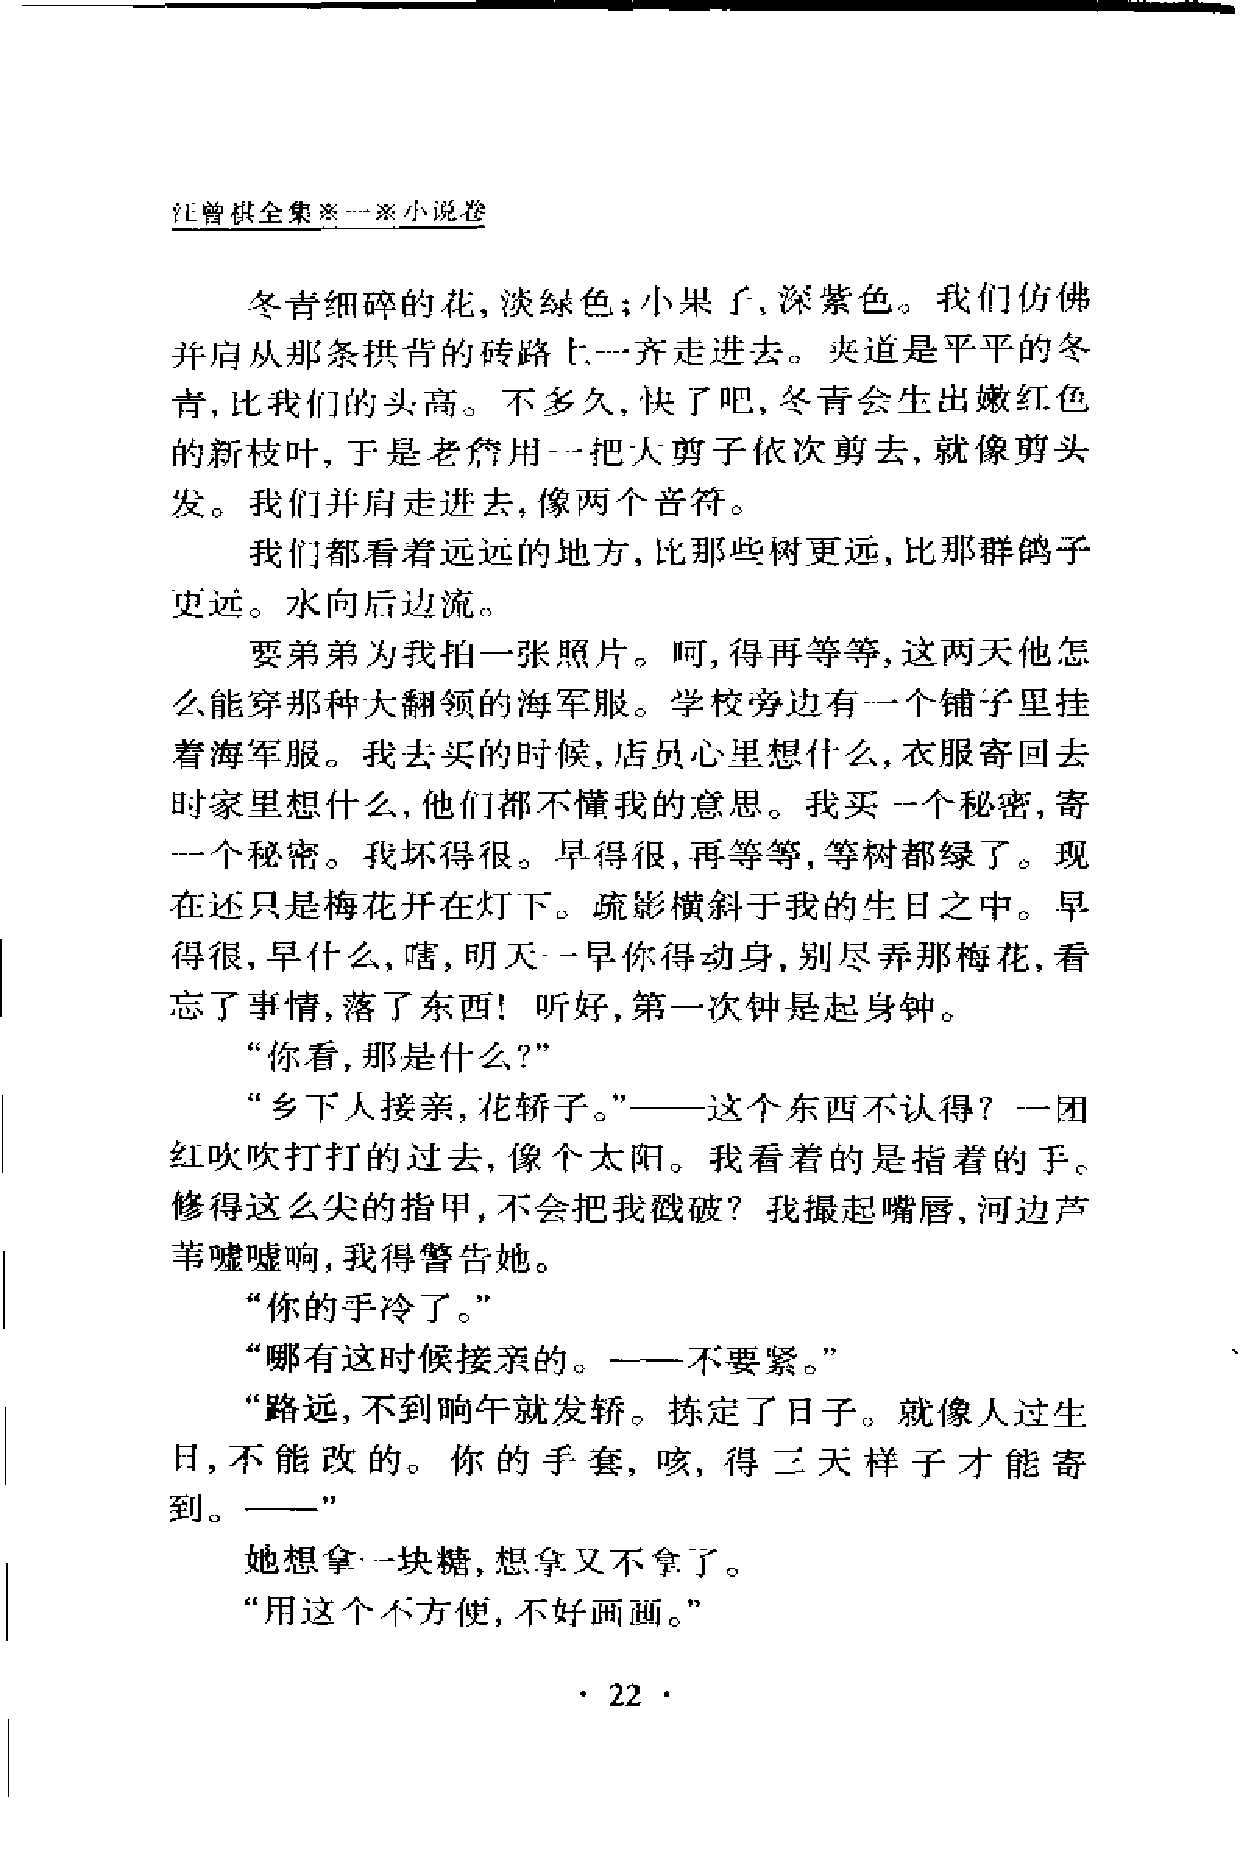 汪曾祺全集※一※小说卷
冬青细碎的花,淡绿色;小果子,深紫色。我们仿佛
并肩从那条拱背的砖路上一齐走进去。夹道是平平的冬
青,比我们的头高。不多久,快了吧,冬青会生出嫩红色
的新枝叶,于是老詹用一把大剪子依次剪去,就像剪头
发。我们并肩走进去,像两个音符。
我们都看着远远的地方,比那些树更远,比那群鸽子
更远。水向后边流。
要弟弟为我拍一张照片。呵,得再等等,这两天他怎
么能穿那种大翻领的海军服。学校旁边有一个铺子里挂
着海军服。我去买的时候,店员心里想什么,衣服寄回去
时家里想什么,他们都不懂我的意思。我买一个秘密,寄
一个秘密。我坏得很。早得很,再等等,等树都绿了。现
在还只是梅花开在灯下。疏影横斜于我的生日之中。早
得很,早什么,嗐,明天一早你得动身,别尽弄那梅花,看
忘了事情,落了东西!听好,第一次钟是起身钟。
“你看,那是什么?”
“乡下人接亲,花轿子。”——这个东西不认得?一团
红吹吹打打的过去,像个太阳。我看着的是指着的手。
修得这么尖的指甲,不会把我戳破?我撮起嘴唇,河边芦
苇嘘嘘响,我得警告她。
“你的手冷了。”
“哪有这时候接亲的。——不要紧。”
“路远,不到晌午就发轿。拣定了日子。就像人过生
日,不能改的。你的手套,咳,得三天样子才能寄
到。——”
她想拿一块糖,想拿又不拿了。
“用这个不方便,不好画画。”
· 22 ·